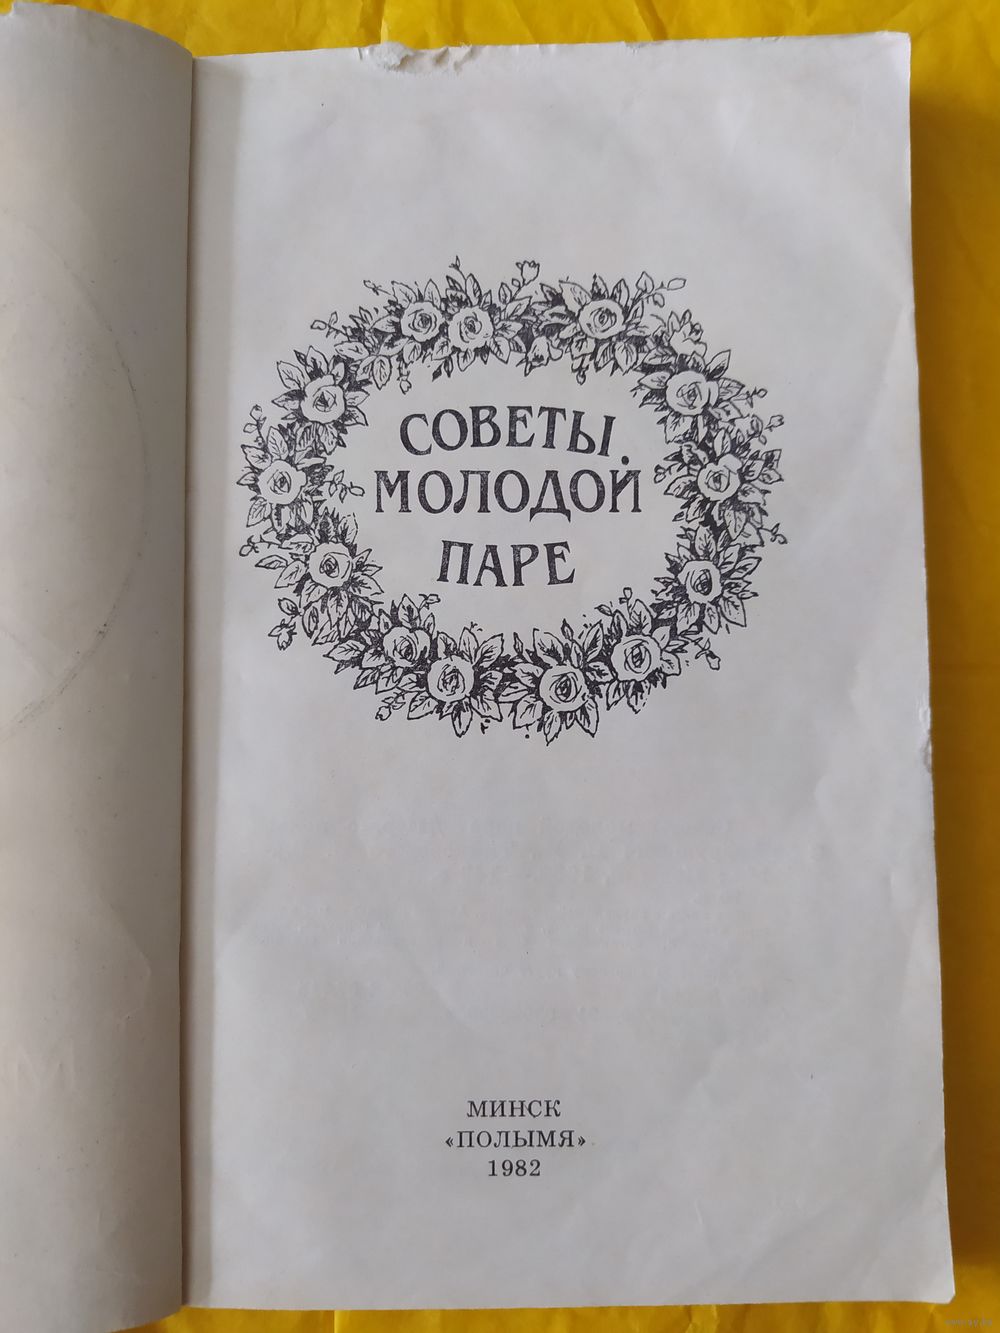 СОВЕТЫ
МОЛОДОЙ
ПАРЕ
МИНСК
«ПОЛЫМЯ»
1982